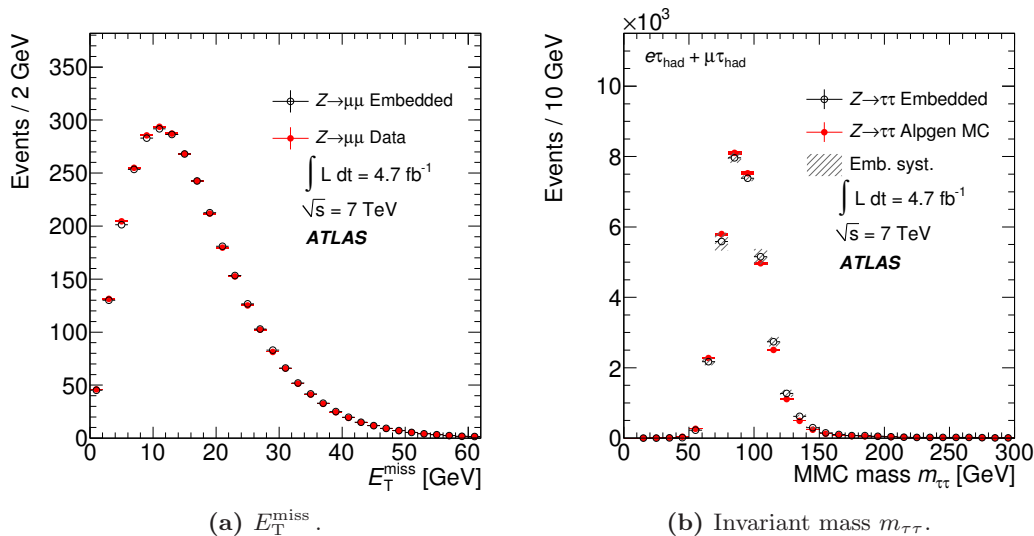 Events / 2 GeV
350
300
250
200
150
100
50
0
Z→μμ Embedded
Z→μμ Data
∫ L dt = 4.7 fb⁻¹
√s = 7 TeV
ATLAS
0 10 20 30 40 50 60
E_T^miss [GeV]
(a) E_T^miss.
×10³
Events / 10 GeV
10
8
6
4
2
0
eτ_had + μτ_had
Z→ττ Embedded
Z→ττ Alpgen MC
Emb. syst.
∫ L dt = 4.7 fb⁻¹
√s = 7 TeV
ATLAS
0 50 100 150 200 250 300
MMC mass m_ττ [GeV]
(b) Invariant mass m_ττ.